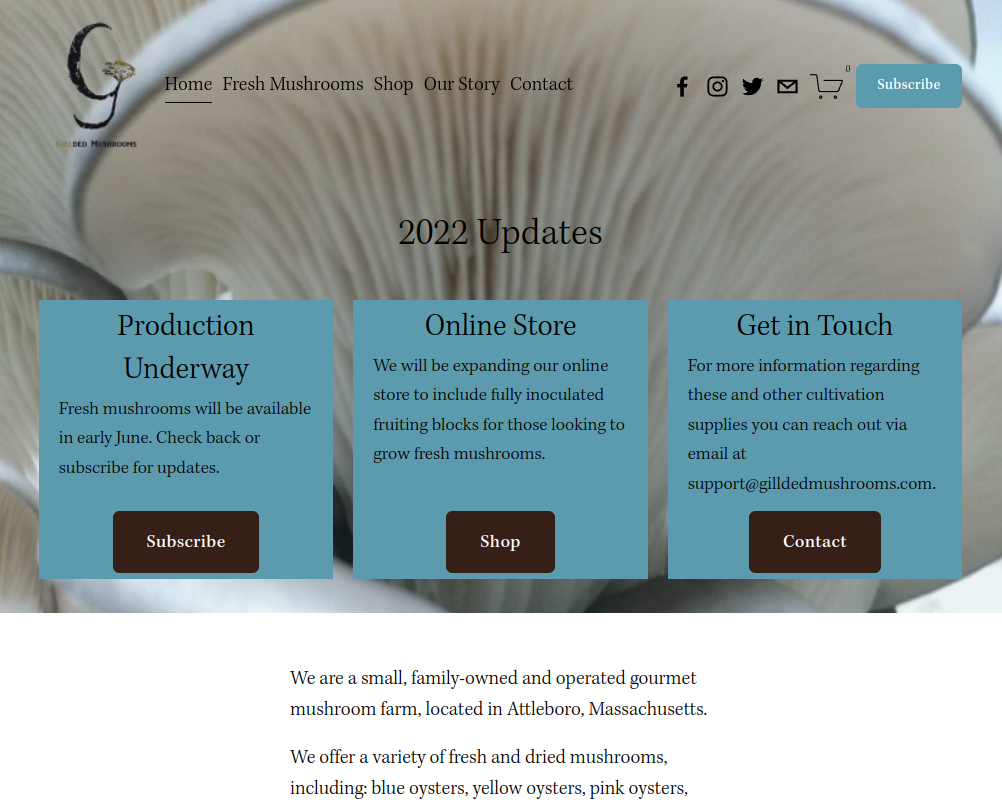 Home Fresh Mushrooms Shop Our Story Contact
0
Subscribe
GILLDED MUSHROOMS
2022 Updates
Production
Underway
Fresh mushrooms will be available
in early June. Check back or
subscribe for updates.
Subscribe
Online Store
We will be expanding our online
store to include fully inoculated
fruiting blocks for those looking to
grow fresh mushrooms.
Shop
Get in Touch
For more information regarding
these and other cultivation
supplies you can reach out via
email at
support@gilldedmushrooms.com.
Contact
We are a small, family-owned and operated gourmet
mushroom farm, located in Attleboro, Massachusetts.
We offer a variety of fresh and dried mushrooms,
including: blue oysters, yellow oysters, pink oysters,